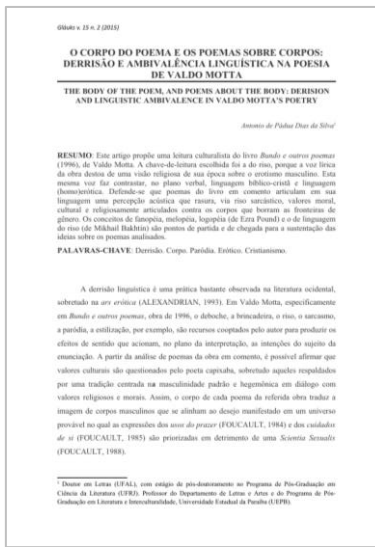 Gláuks v. 15 n. 2 (2015)
O CORPO DO POEMA E OS POEMAS SOBRE CORPOS:
DERRISÃO E AMBIVALÊNCIA LINGUÍSTICA NA POESIA
DE VALDO MOTTA
THE BODY OF THE POEM, AND POEMS ABOUT THE BODY: DERISION
AND LINGUISTIC AMBIVALENCE IN VALDO MOTTA'S POETRY
Antonio de Pádua Dias da Silva¹
RESUMO: Este artigo propõe uma leitura culturalista do livro Bundo e outros poemas
(1996), de Valdo Motta. A chave-de-leitura escolhida foi a do riso, porque a voz lírica
da obra destoa de uma visão religiosa de sua época sobre o erotismo masculino. Esta
mesma voz faz contrastar, no plano verbal, linguagem bíblico-cristã e linguagem
(homo)erótica. Defende-se que poemas do livro em comento articulam em sua
linguagem uma percepção acústica que rasura, via riso sarcástico, valores moral,
cultural e religiosamente articulados contra os corpos que borram as fronteiras de
gênero. Os conceitos de fanopéia, melopéia, logopéia (de Ezra Pound) e o de linguagem
do riso (de Mikhail Bakhtin) são pontos de partida e de chegada para a sustentação das
ideias sobre os poemas analisados.
PALAVRAS-CHAVE: Derrisão. Corpo. Paródia. Erótico. Cristianismo.
A derrisão linguística é uma prática bastante observada na literatura ocidental,
sobretudo na ars erótica (ALEXANDRIAN, 1993). Em Valdo Motta, especificamente
em Bundo e outros poemas, obra de 1996, o deboche, a brincadeira, o riso, o sarcasmo,
a paródia, a estilização, por exemplo, são recursos cooptados pelo autor para produzir os
efeitos de sentido que acionam, no plano da interpretação, as intenções do sujeito da
enunciação. A partir da análise de poemas da obra em comento, é possível afirmar que
valores culturais são questionados pelo poeta capixaba, sobretudo aqueles respaldados
por uma tradição centrada na masculinidade padrão e hegemônica em diálogo com
valores religiosos e morais. Assim, o corpo de cada poema da referida obra traduz a
imagem de corpos masculinos que se alinham ao desejo manifestado em um universo
provável no qual as expressões dos usos do prazer (FOUCAULT, 1984) e dos cuidados
de si (FOUCAULT, 1985) são priorizadas em detrimento de uma Scientia Sexualis
(FOUCAULT, 1988).
¹ Doutor em Letras (UFAL), com estágio de pós-doutoramento no Programa de Pós-Graduação em
Ciência da Literatura (UFRJ). Professor do Departamento de Letras e Artes e do Programa de Pós-
Graduação em Literatura e Interculturalidade, Universidade Estadual da Paraíba (UEPB).